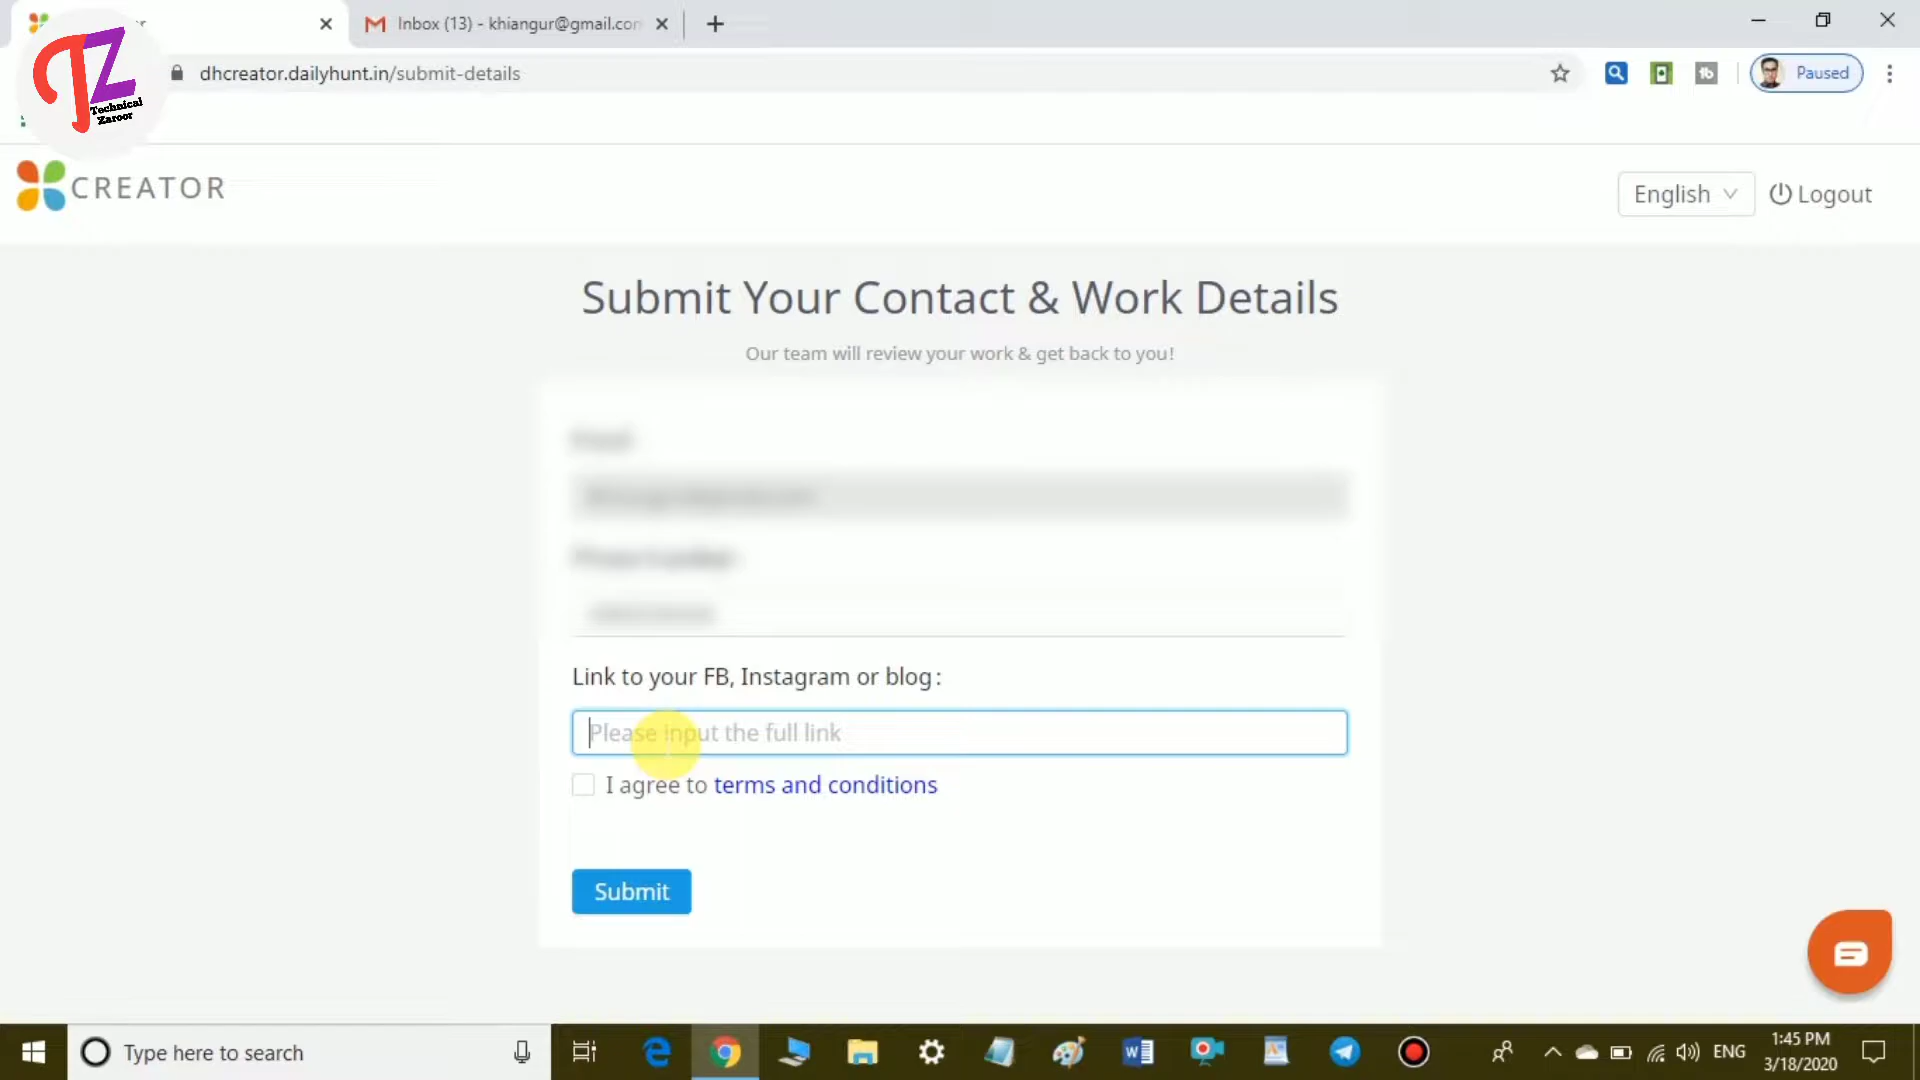 Inbox (13) - khiangur@gmail.con
TZ
Technical
Zaroor
dhcreator.dailyhunt.in/submit-details
Paused
CREATOR
English
Logout
Submit Your Contact & Work Details
Our team will review your work & get back to you!
Link to your FB, Instagram or blog:
Please input the full link
I agree to terms and conditions
Submit
Type here to search
ENG
1:45 PM
3/18/2020